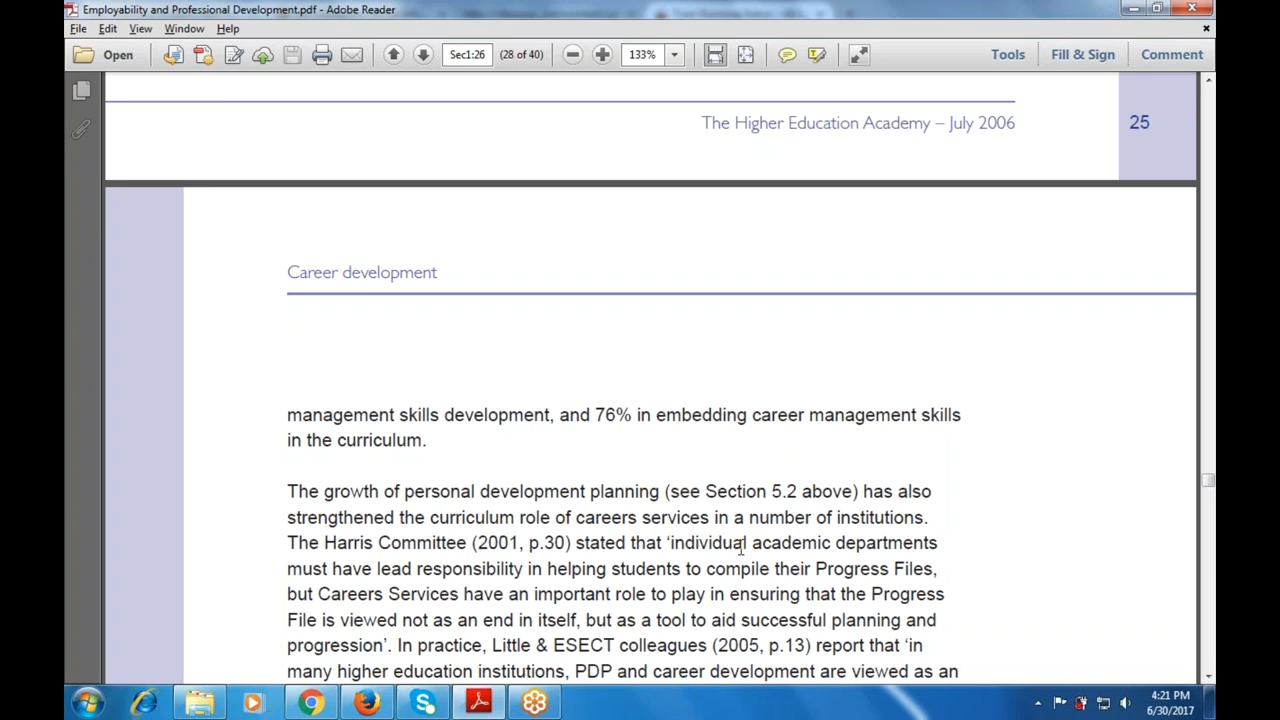 Employability and Professional Development.pdf - Adobe Reader
File Edit View Window Help
Open Sec1:26 (28 of 40) 133% Tools Fill & Sign Comment
The Higher Education Academy – July 2006 25
Career development
management skills development, and 76% in embedding career management skills
in the curriculum.
The growth of personal development planning (see Section 5.2 above) has also
strengthened the curriculum role of careers services in a number of institutions.
The Harris Committee (2001, p.30) stated that ‘individual academic departments
must have lead responsibility in helping students to compile their Progress Files,
but Careers Services have an important role to play in ensuring that the Progress
File is viewed not as an end in itself, but as a tool to aid successful planning and
progression’. In practice, Little & ESECT colleagues (2005, p.13) report that ‘in
many higher education institutions, PDP and career development are viewed as an
4:21 PM
6/30/2017